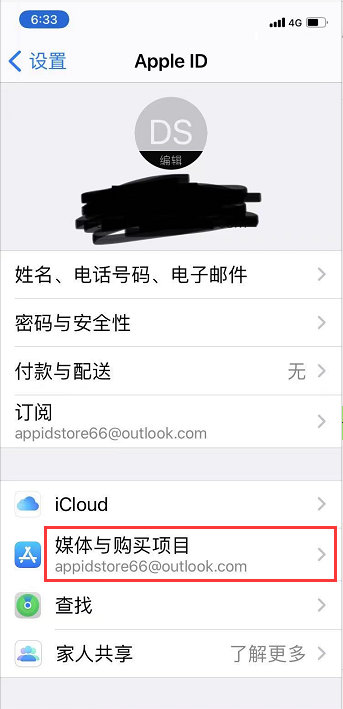 6:33
4G
设置
Apple ID
DS
编辑
姓名、电话号码、电子邮件
密码与安全性
付款与配送
无
订阅
appidstore66@outlook.com
iCloud
媒体与购买项目
appidstore66@outlook.com
查找
家人共享
了解更多